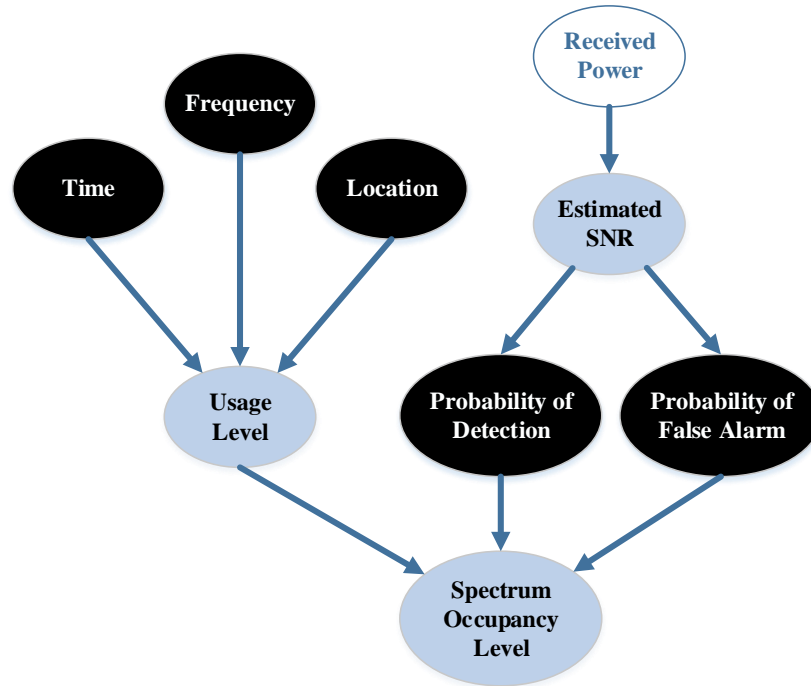 Received
Power
Frequency
Time
Location
Estimated
SNR
Usage
Level
Probability of
Detection
Probability of
False Alarm
Spectrum
Occupancy
Level